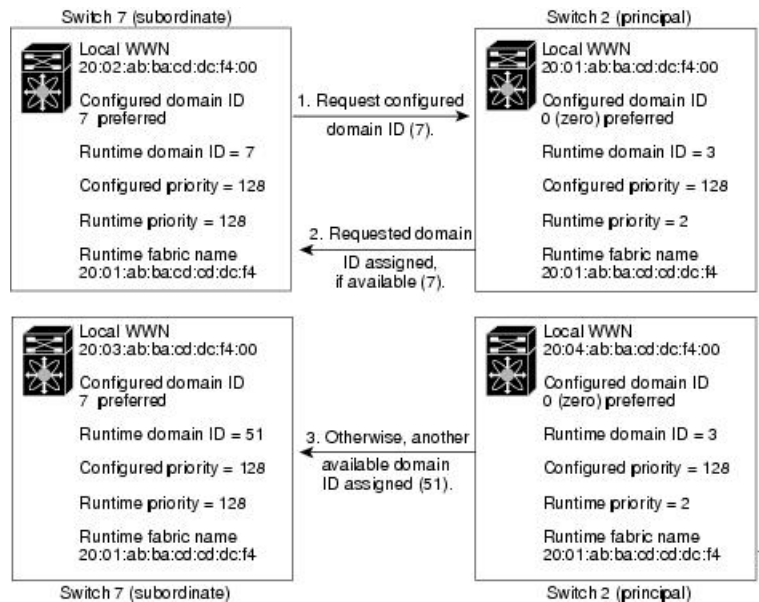 Switch 7 (subordinate)
Local WWN
20:02:ab:ba:cd:dc:f4:00
Configured domain ID
7 preferred
Runtime domain ID = 7
Configured priority = 128
Runtime priority = 128
Runtime fabric name
20:01:ab:ba:cd:cd:dc:f4
1. Request configured
domain ID (7).
2. Requested domain
ID assigned,
if available (7).
Switch 2 (principal)
Local WWN
20:01:ab:ba:cd:dc:f4:00
Configured domain ID
0 (zero) preferred
Runtime domain ID = 3
Configured priority = 128
Runtime priority = 2
Runtime fabric name
20:01:ab:ba:cd:cd:dc:f4
Local WWN
20:03:ab:ba:cd:dc:f4:00
Configured domain ID
7 preferred
Runtime domain ID = 51
Configured priority = 128
Runtime priority = 128
Runtime fabric name
20:01:ab:ba:cd:cd:dc:f4
Switch 7 (subordinate)
3. Otherwise, another
available domain
ID assigned (51).
Local WWN
20:04:ab:ba:cd:dc:f4:00
Configured domain ID
0 (zero) preferred
Runtime domain ID = 3
Configured priority = 128
Runtime priority = 2
Runtime fabric name
20:01:ab:ba:cd:cd:dc:f4
Switch 2 (principal)